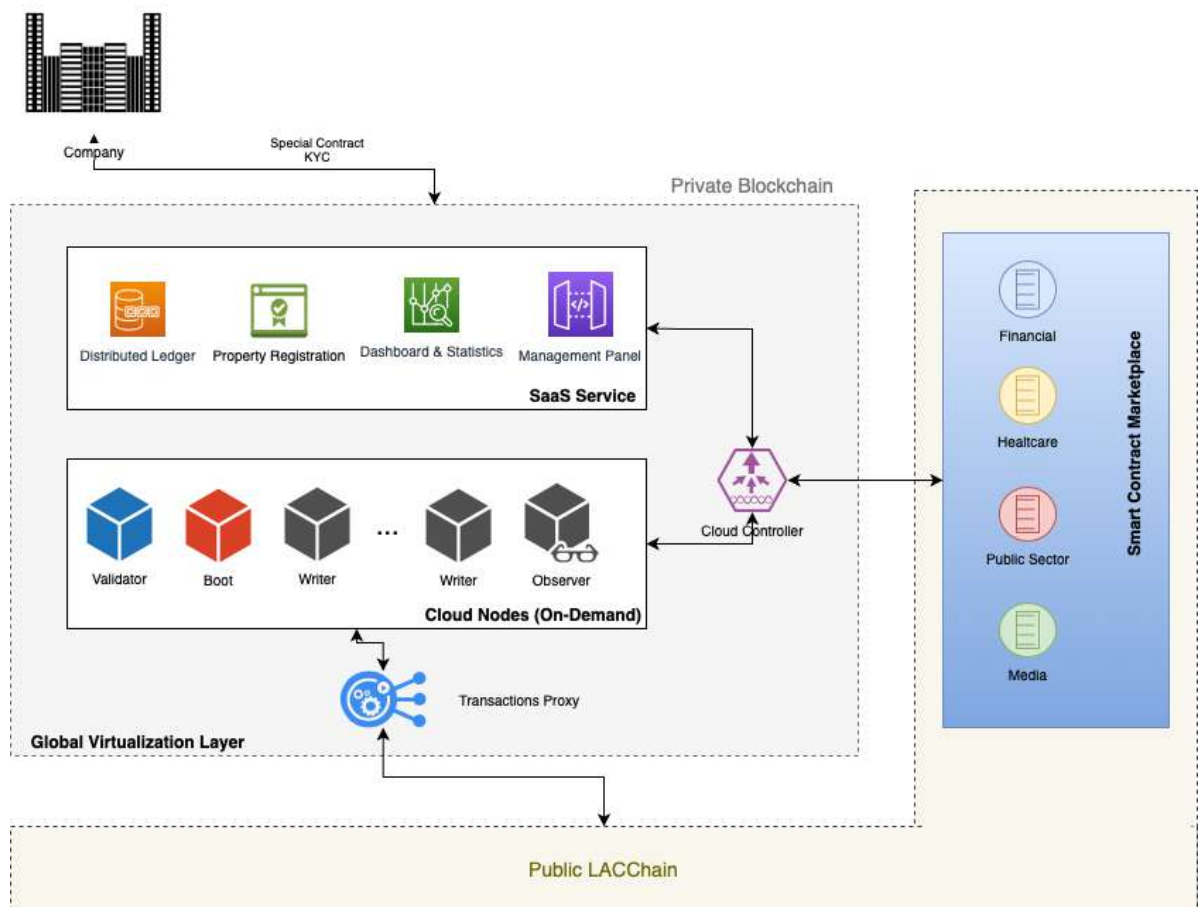 Company
Special Contract
KYC
Private Blockchain
Distributed Ledger
Property Registration
Dashboard & Statistics
Management Panel
SaaS Service
Validator
Boot
Writer
...
Writer
Observer
Cloud Nodes (On-Demand)
Cloud Controller
Transactions Proxy
Global Virtualization Layer
Financial
Healtcare
Public Sector
Media
Smart Contract Marketplace
Public LACChain